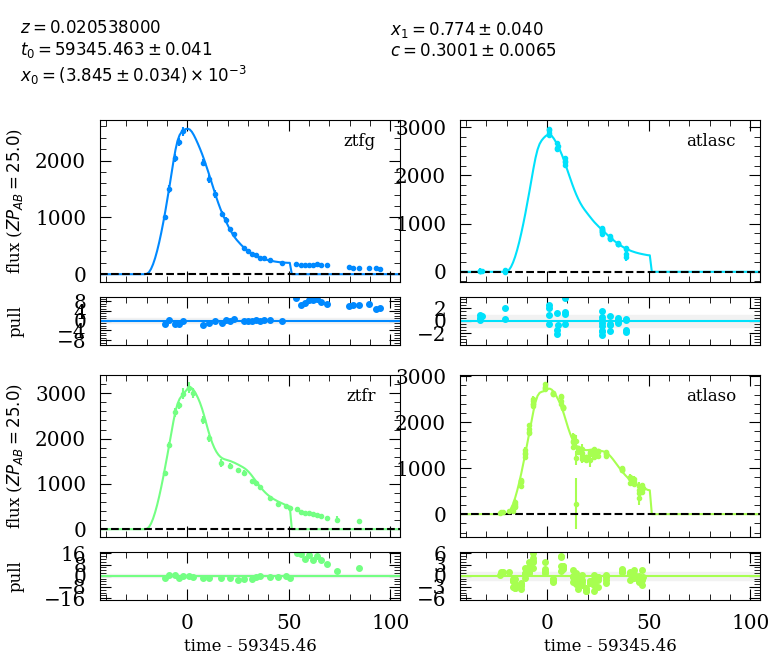 z = 0.020538000
t₀ = 59345.463 ± 0.041
x₀ = (3.845 ± 0.034) × 10⁻³
x₁ = 0.774 ± 0.040
c = 0.3001 ± 0.0065
flux (ZP_AB = 25.0)
2000
1000
0
ztfg
3000
2000
1000
0
atlasc
pull
8
4
0
−4
−8
2
0
−2
flux (ZP_AB = 25.0)
3000
2000
1000
0
ztfr
3000
2000
1000
0
atlaso
pull
16
8
0
−8
−16
6
3
0
−3
−6
0 50 100
0 50 100
time - 59345.46
time - 59345.46